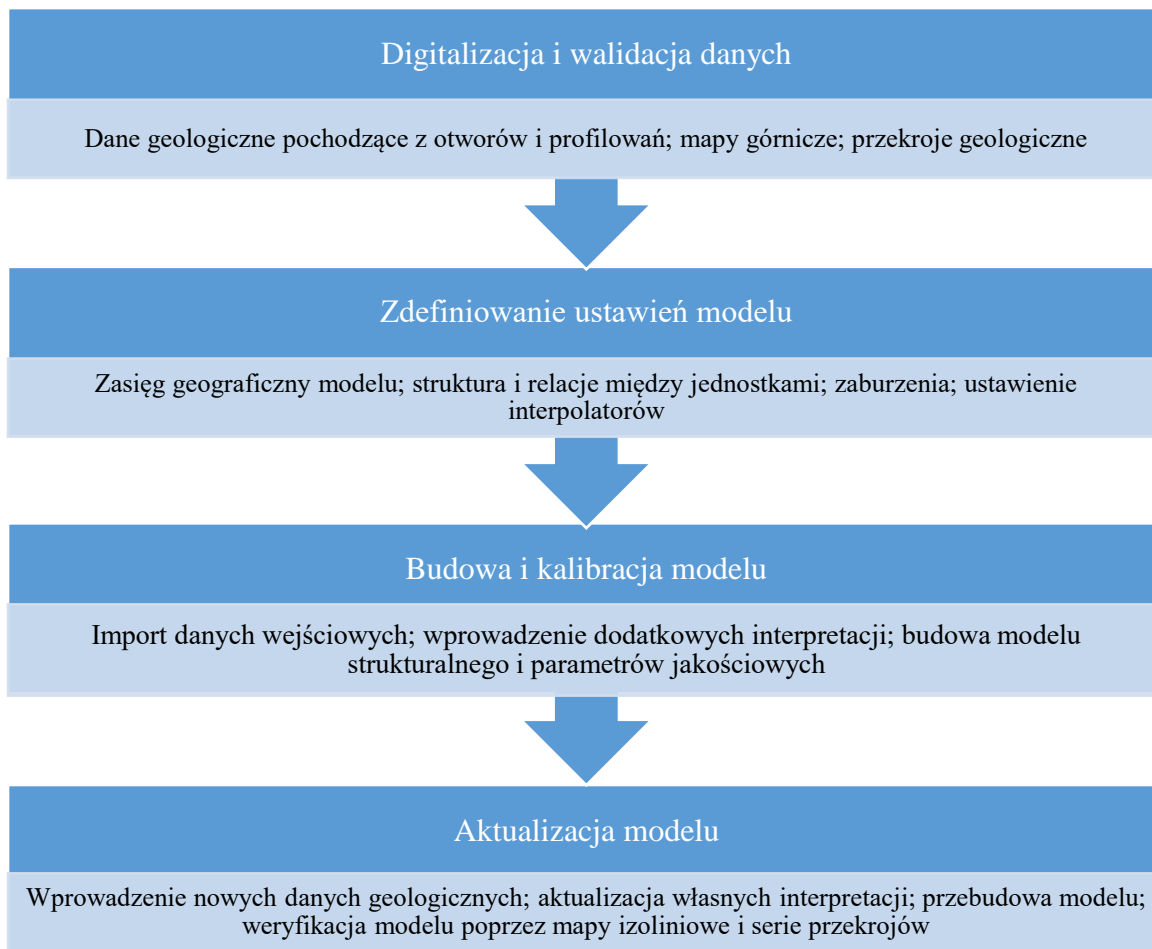 Digitalizacja i walidacja danych
Dane geologiczne pochodzące z otworów i profilowań; mapy górnicze; przekroje geologiczne
Zdefiniowanie ustawień modelu
Zasięg geograficzny modelu; struktura i relacje między jednostkami; zaburzenia; ustawienie
interpolatorów
Budowa i kalibracja modelu
Import danych wejściowych; wprowadzenie dodatkowych interpretacji; budowa modelu
strukturalnego i parametrów jakościowych
Aktualizacja modelu
Wprowadzenie nowych danych geologicznych; aktualizacja własnych interpretacji; przebudowa modelu;
weryfikacja modelu poprzez mapy izoliniowe i serie przekrojów